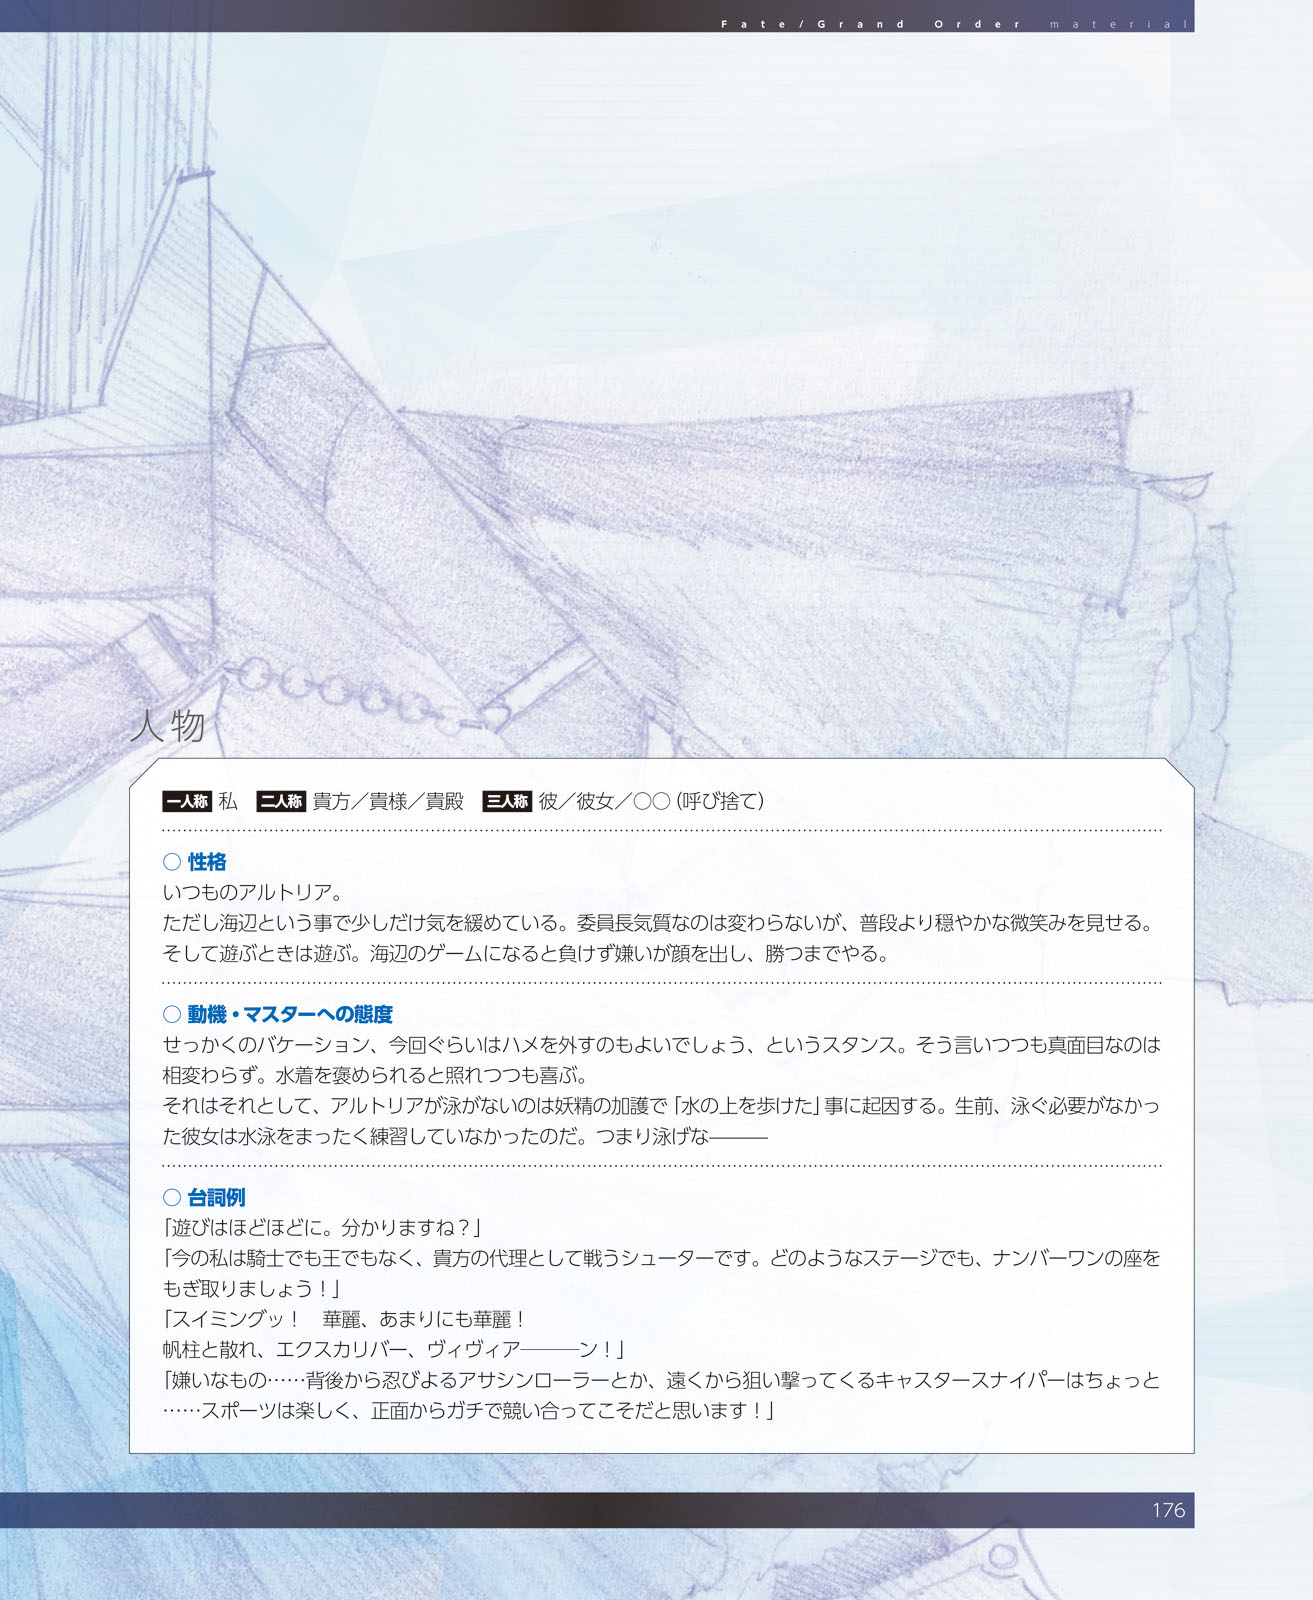 Fate/Grand Order material
人物
一人称 私 二人称 貴方／貴様／貴殿 三人称 彼／彼女／○○（呼び捨て）
○ 性格
いつものアルトリア。
ただし海辺という事で少しだけ気を緩めている。委員長気質なのは変わらないが、普段より穏やかな微笑みを見せる。
そして遊ぶときは遊ぶ。海辺のゲームになると負けず嫌いが顔を出し、勝つまでやる。
○ 動機・マスターへの態度
せっかくのバケーション、今回ぐらいはハメを外すのもよいでしょう、というスタンス。そう言いつつも真面目なのは
相変わらず。水着を褒められると照れつつも喜ぶ。
それはそれとして、アルトリアが泳がないのは妖精の加護で「水の上を歩けた」事に起因する。生前、泳ぐ必要がなかっ
た彼女は水泳をまったく練習していなかったのだ。つまり泳げな―――
○ 台詞例
「遊びはほどほどに。分かりますね？」
「今の私は騎士でも王でもなく、貴方の代理として戦うシューターです。どのようなステージでも、ナンバーワンの座を
もぎ取りましょう！」
「スイミングッ！　華麗、あまりにも華麗！
帆柱と散れ、エクスカリバー、ヴィヴィア―――ン！」
「嫌いなもの……背後から忍びよるアサシンローラーとか、遠くから狙い撃ってくるキャスタースナイパーはちょっと
……スポーツは楽しく、正面からガチで競い合ってこそだと思います！」
176